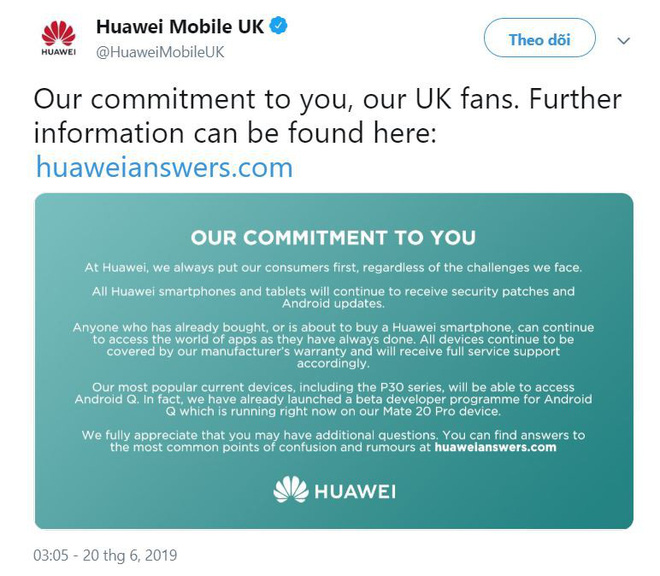 Huawei Mobile UK
@HuaweiMobileUK
HUAWEI
Theo dõi
Our commitment to you, our UK fans. Further
information can be found here:
huaweianswers.com
OUR COMMITMENT TO YOU
At Huawei, we always put our consumers first, regardless of the challenges we face.
All Huawei smartphones and tablets will continue to receive security patches and
Android updates.
Anyone who has already bought, or is about to buy a Huawei smartphone, can continue
to access the world of apps as they have always done. All devices continue to be
covered by our manufacturer's warranty and will receive full service support
accordingly.
Our most popular current devices, including the P30 series, will be able to access
Android Q. In fact, we have already launched a beta developer programme for Android
Q which is running right now on our Mate 20 Pro device.
We fully appreciate that you may have additional questions. You can find answers to
the most common points of confusion and rumours at huaweianswers.com
HUAWEI
03:05 - 20 thg 6, 2019